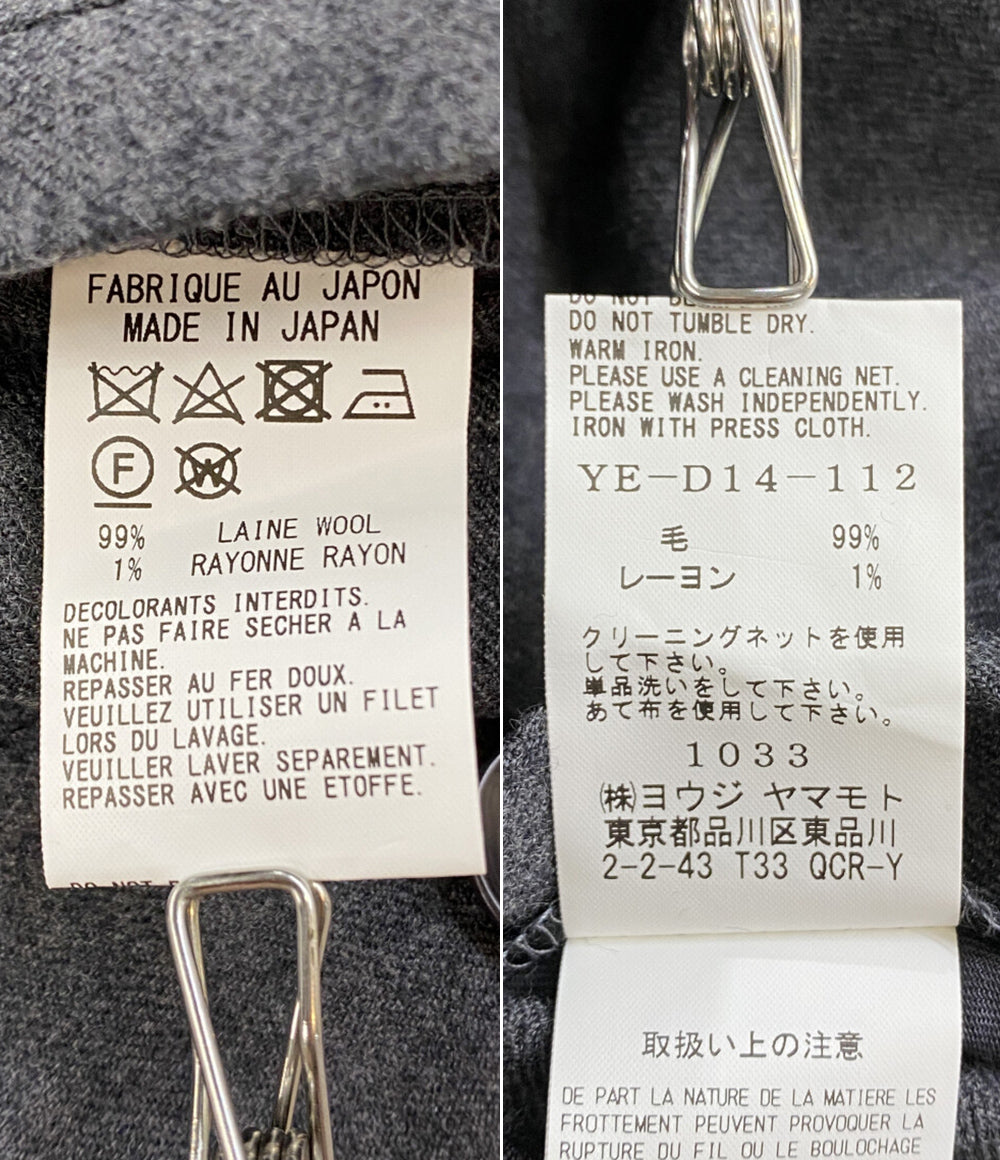 FABRIQUE AU JAPON
MADE IN JAPAN
F
W
99% LAINE WOOL
1% RAYONNE RAYON
DECOLORANTS INTERDITS.
NE PAS FAIRE SECHER A LA
MACHINE.
REPASSER AU FER DOUX.
VEUILLEZ UTILISER UN FILET
LORS DU LAVAGE.
VEUILLER LAVER SEPAREMENT.
REPASSER AVEC UNE ETOFFE.
DO NOT
DO NOT BE
DO NOT TUMBLE DRY.
WARM IRON.
PLEASE USE A CLEANING NET.
PLEASE WASH INDEPENDENTLY.
IRON WITH PRESS CLOTH.
YE-D14-112
毛 99%
レーヨン 1%
クリーニングネットを使用
して下さい。
単品洗いをして下さい。
あて布を使用して下さい。
1033
㈱ヨウジ ヤマモト
東京都品川区東品川
2-2-43 T33 QCR-Y
取扱い上の注意
DE PART LA NATURE DE LA MATIERE LES
FROTTEMENT PEUVENT PROVOQUER LA
RUPTURE DU FIL OU LE BOULOCHAGE